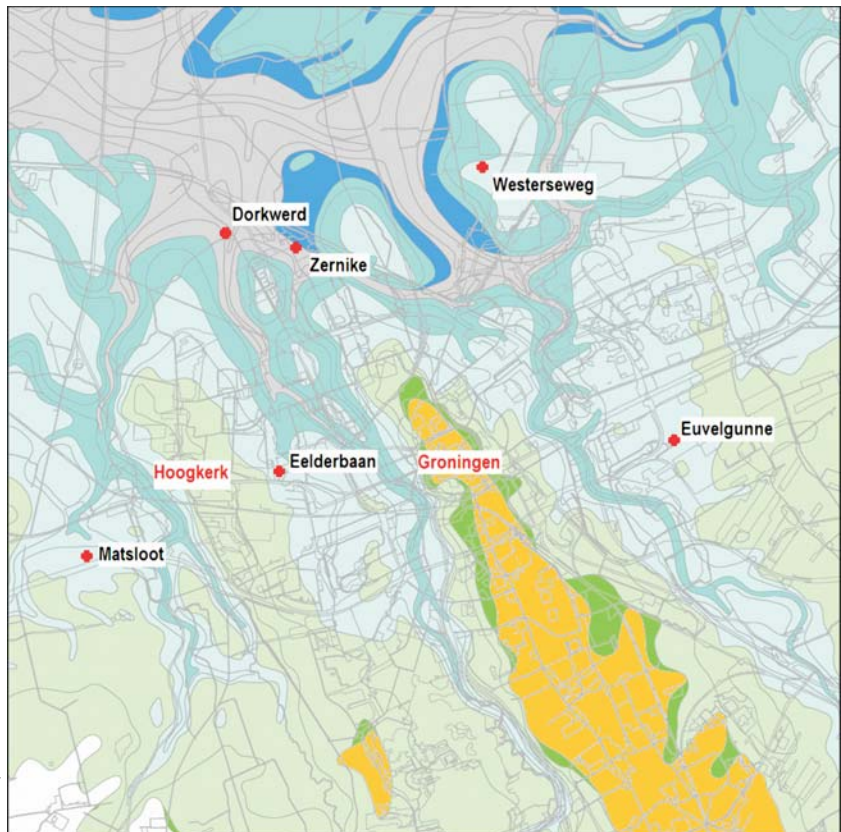 Westerseweg
Dorkwerd
Zernike
Euvelgunne
Hoogkerk
Eelderbaan
Groningen
Matsloot